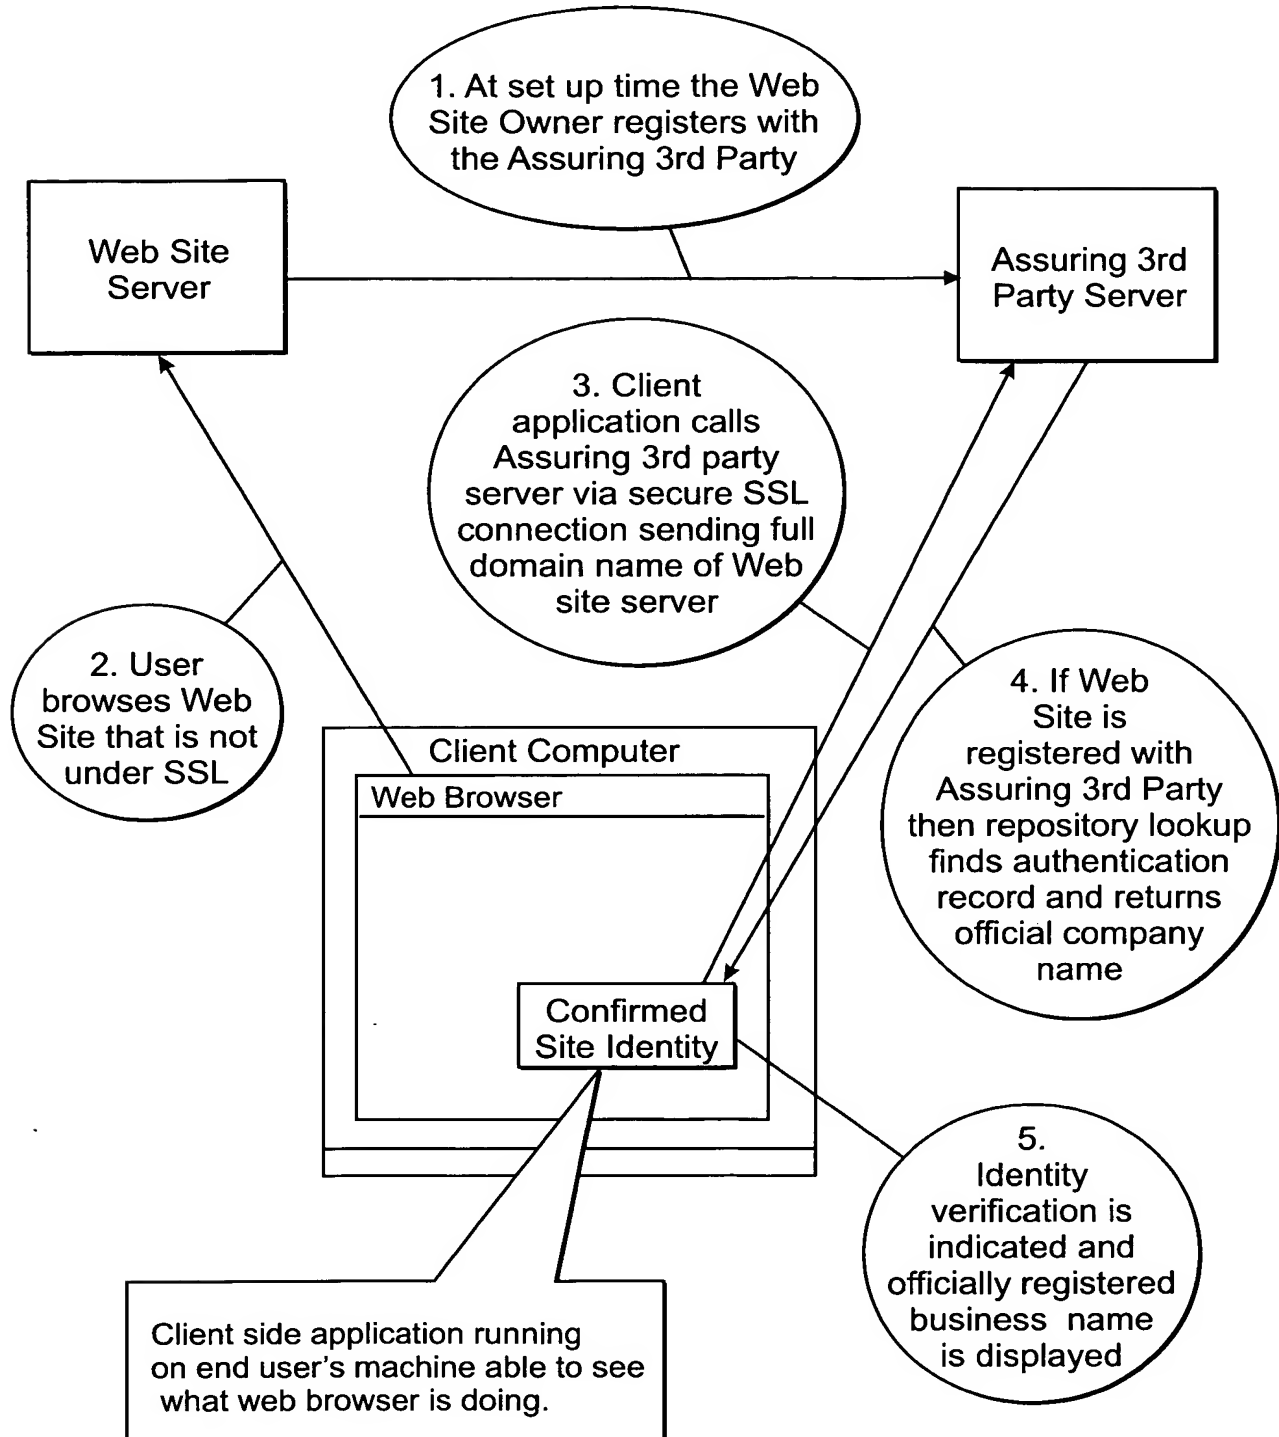 1. At set up time the Web
Site Owner registers with
the Assuring 3rd Party
Web Site
Server
Assuring 3rd
Party Server
3. Client
application calls
Assuring 3rd party
server via secure SSL
connection sending full
domain name of Web
site server
2. User
browses Web
Site that is not
under SSL
4. If Web
Site is
registered with
Assuring 3rd Party
then repository lookup
finds authentication
record and returns
official company
name
Client Computer
Web Browser
Confirmed
Site Identity
5.
Identity
verification is
indicated and
officially registered
business name
is displayed
Client side application running
on end user's machine able to see
what web browser is doing.